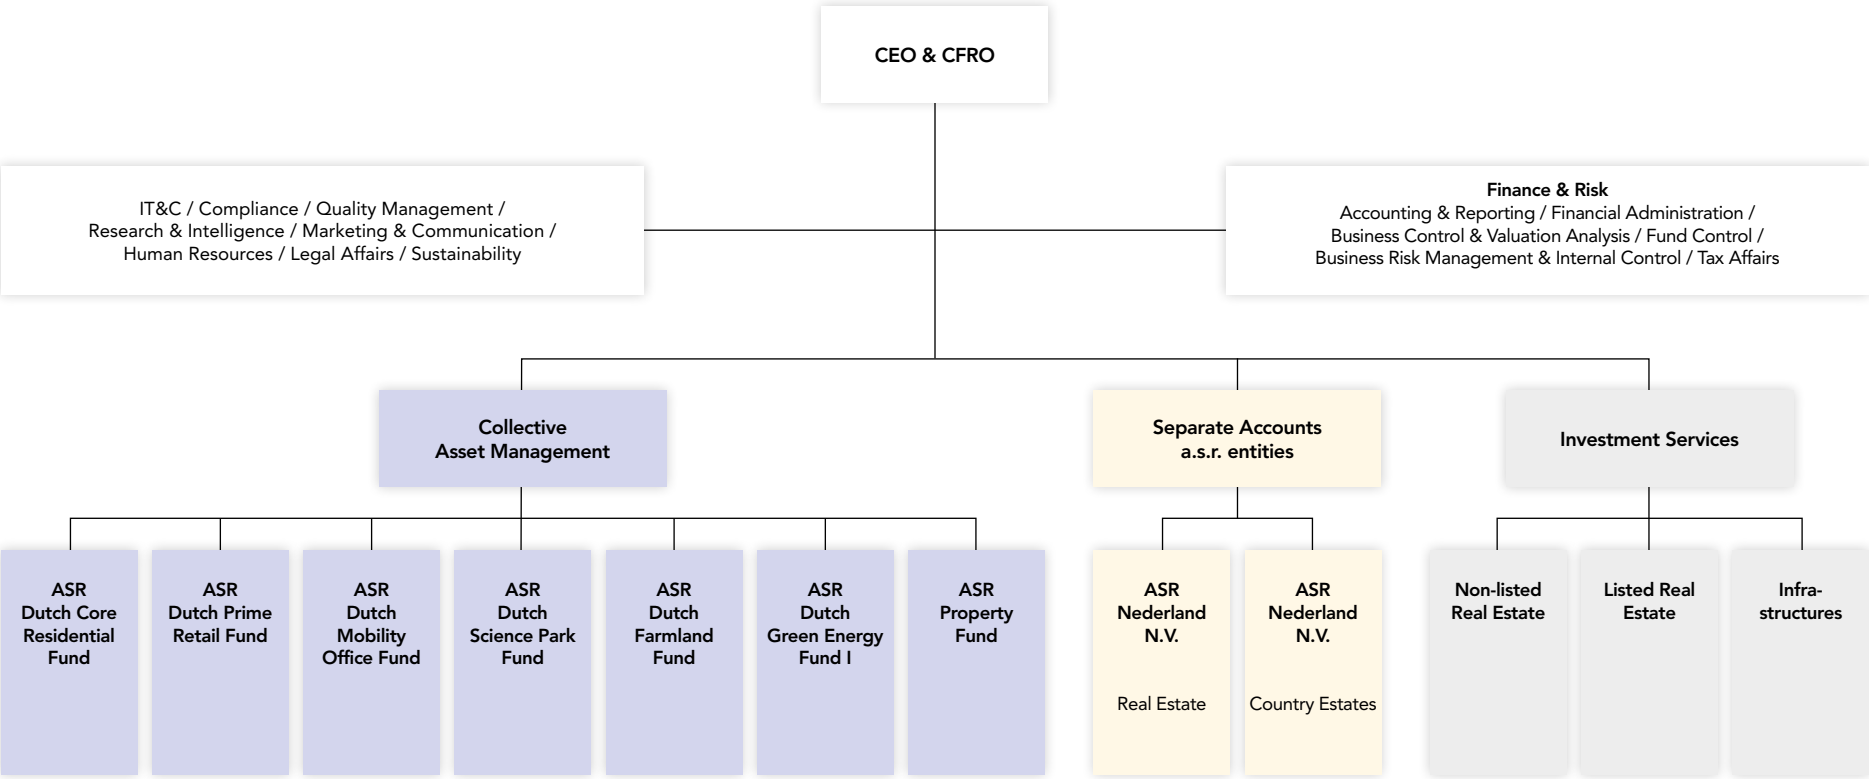 CEO & CFRO
IT&C / Compliance / Quality Management /
Research & Intelligence / Marketing & Communication /
Human Resources / Legal Affairs / Sustainability
Finance & Risk
Accounting & Reporting / Financial Administration /
Business Control & Valuation Analysis / Fund Control /
Business Risk Management & Internal Control / Tax Affairs
Collective
Asset Management
Separate Accounts
a.s.r. entities
Investment Services
ASR
Dutch Core
Residential
Fund
ASR
Dutch Prime
Retail Fund
ASR
Dutch
Mobility
Office Fund
ASR
Dutch
Science Park
Fund
ASR
Dutch
Farmland
Fund
ASR
Dutch
Green Energy
Fund I
ASR
Property
Fund
ASR
Nederland
N.V.
Real Estate
ASR
Nederland
N.V.
Country Estates
Non-listed
Real Estate
Listed Real
Estate
Infra-
structures